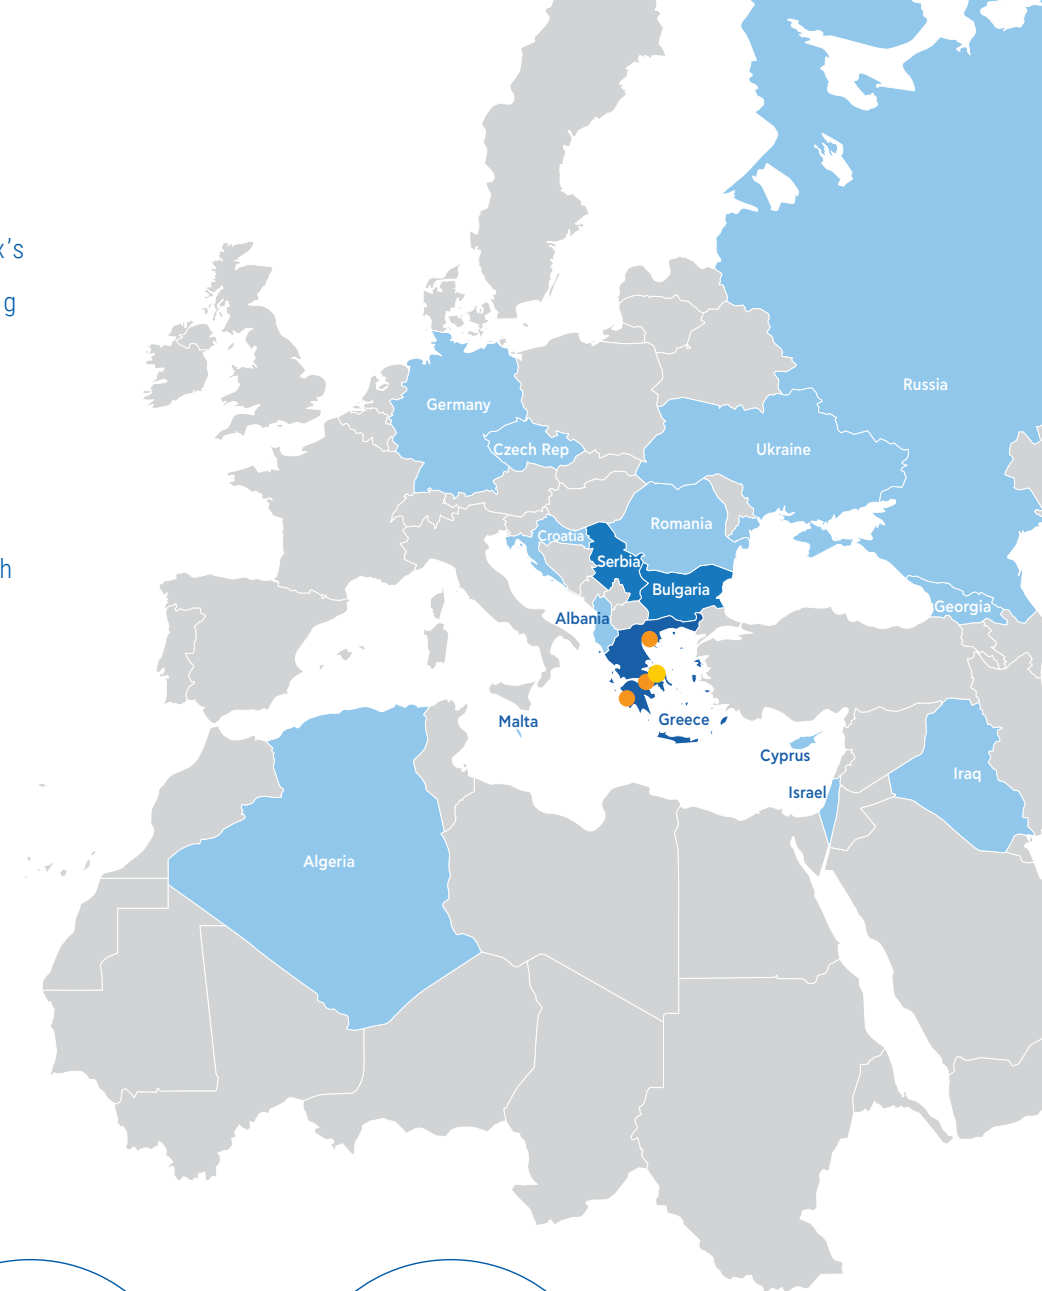 x’s
g
h
Russia
Germany
Czech Rep
Ukraine
Romania
Croatia
Serbia
Bulgaria
Georgia
Albania
Malta
Greece
Cyprus
Iraq
Israel
Algeria